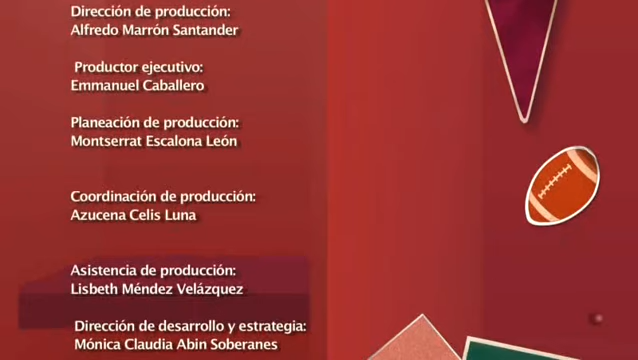 Dirección de producción:
Alfredo Marrón Santander
Productor ejecutivo:
Emmanuel Caballero
Planeación de producción:
Montserrat Escalona León
Coordinación de producción:
Azucena Celis Luna
Asistencia de producción:
Lisbeth Méndez Velázquez
Dirección de desarrollo y estrategia:
Mónica Claudia Abin Soberanes